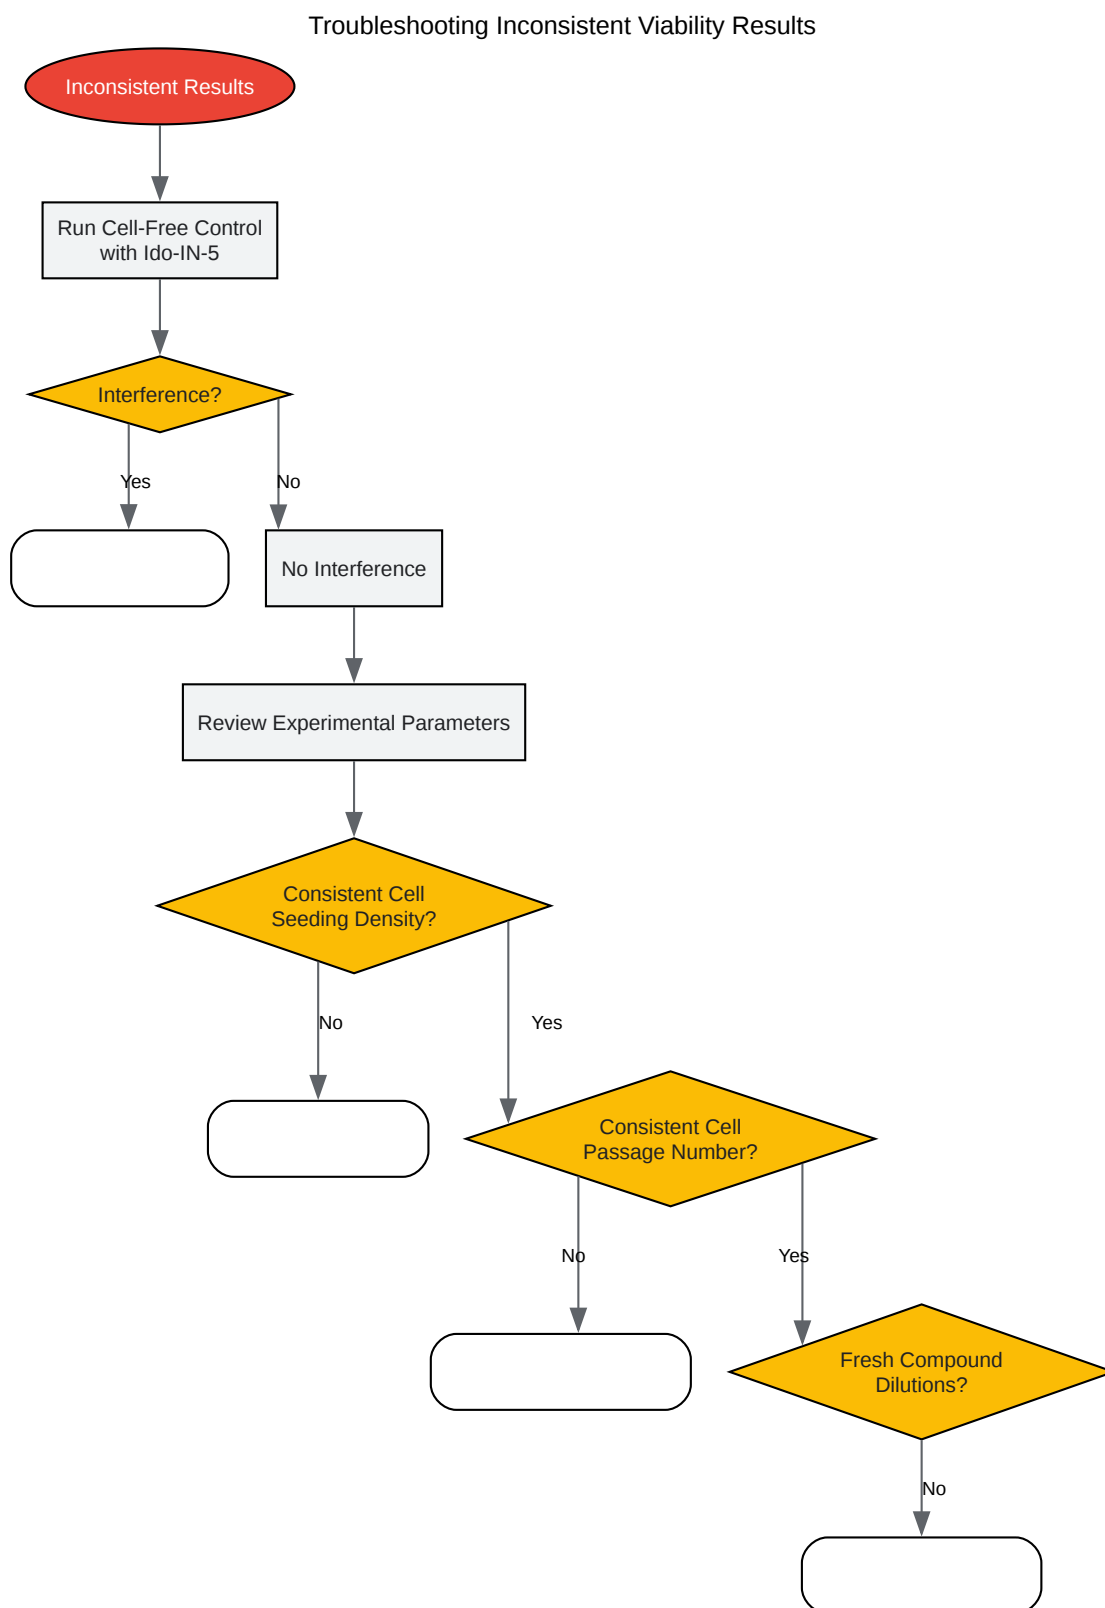 Troubleshooting Inconsistent Viability Results
Inconsistent Results
Run Cell-Free Control
with Ido-IN-5
Interference?
Yes
No
No Interference
Review Experimental Parameters
Consistent Cell
Seeding Density?
No
Yes
Consistent Cell
Passage Number?
No
Yes
Fresh Compound
Dilutions?
No